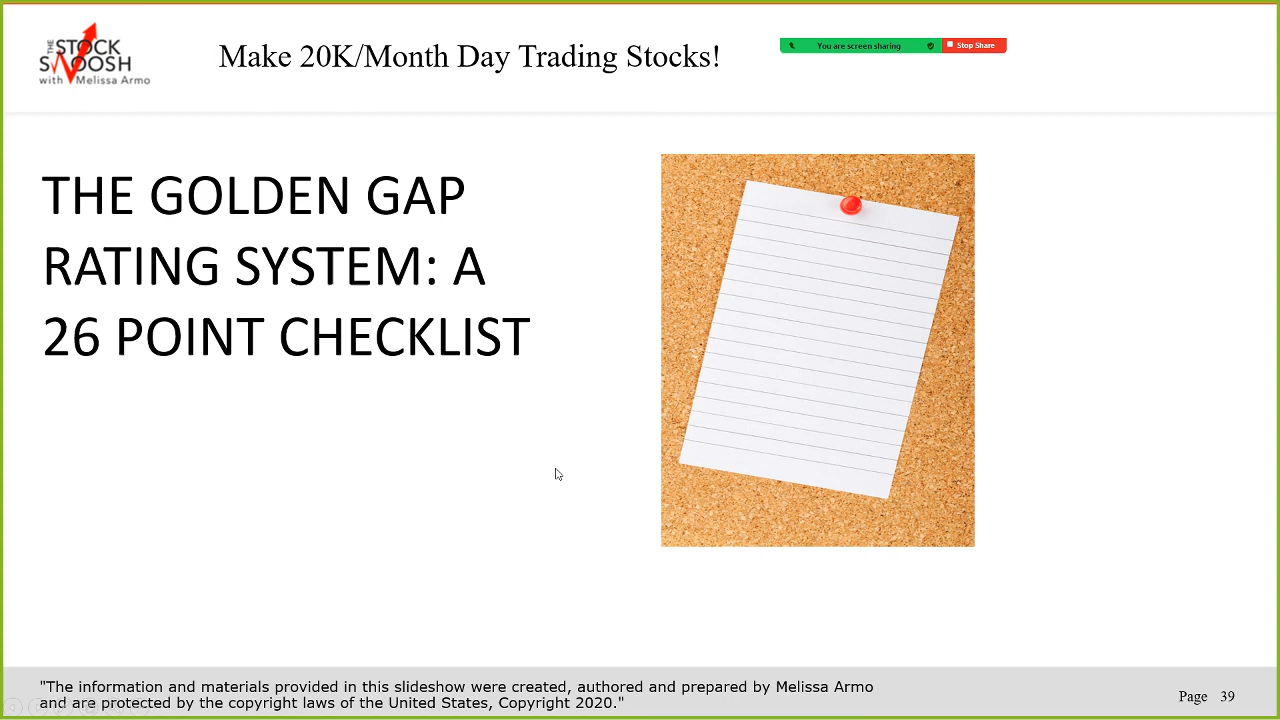 THE
STOCK
SWOOSH
with Melissa Armo
Make 20K/Month Day Trading Stocks!
You are screen sharing
Stop Share
THE GOLDEN GAP
RATING SYSTEM: A
26 POINT CHECKLIST
"The information and materials provided in this slideshow were created, authored and prepared by Melissa Armo
and are protected by the copyright laws of the United States, Copyright 2020."
Page 39